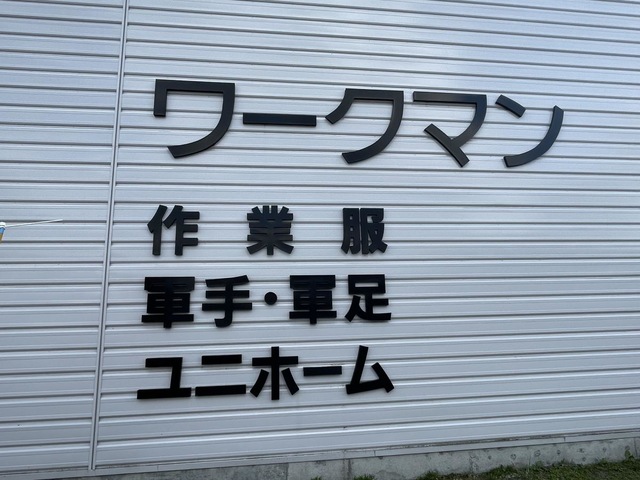 ワークマン
作業服
軍手・軍足
ユニホーム